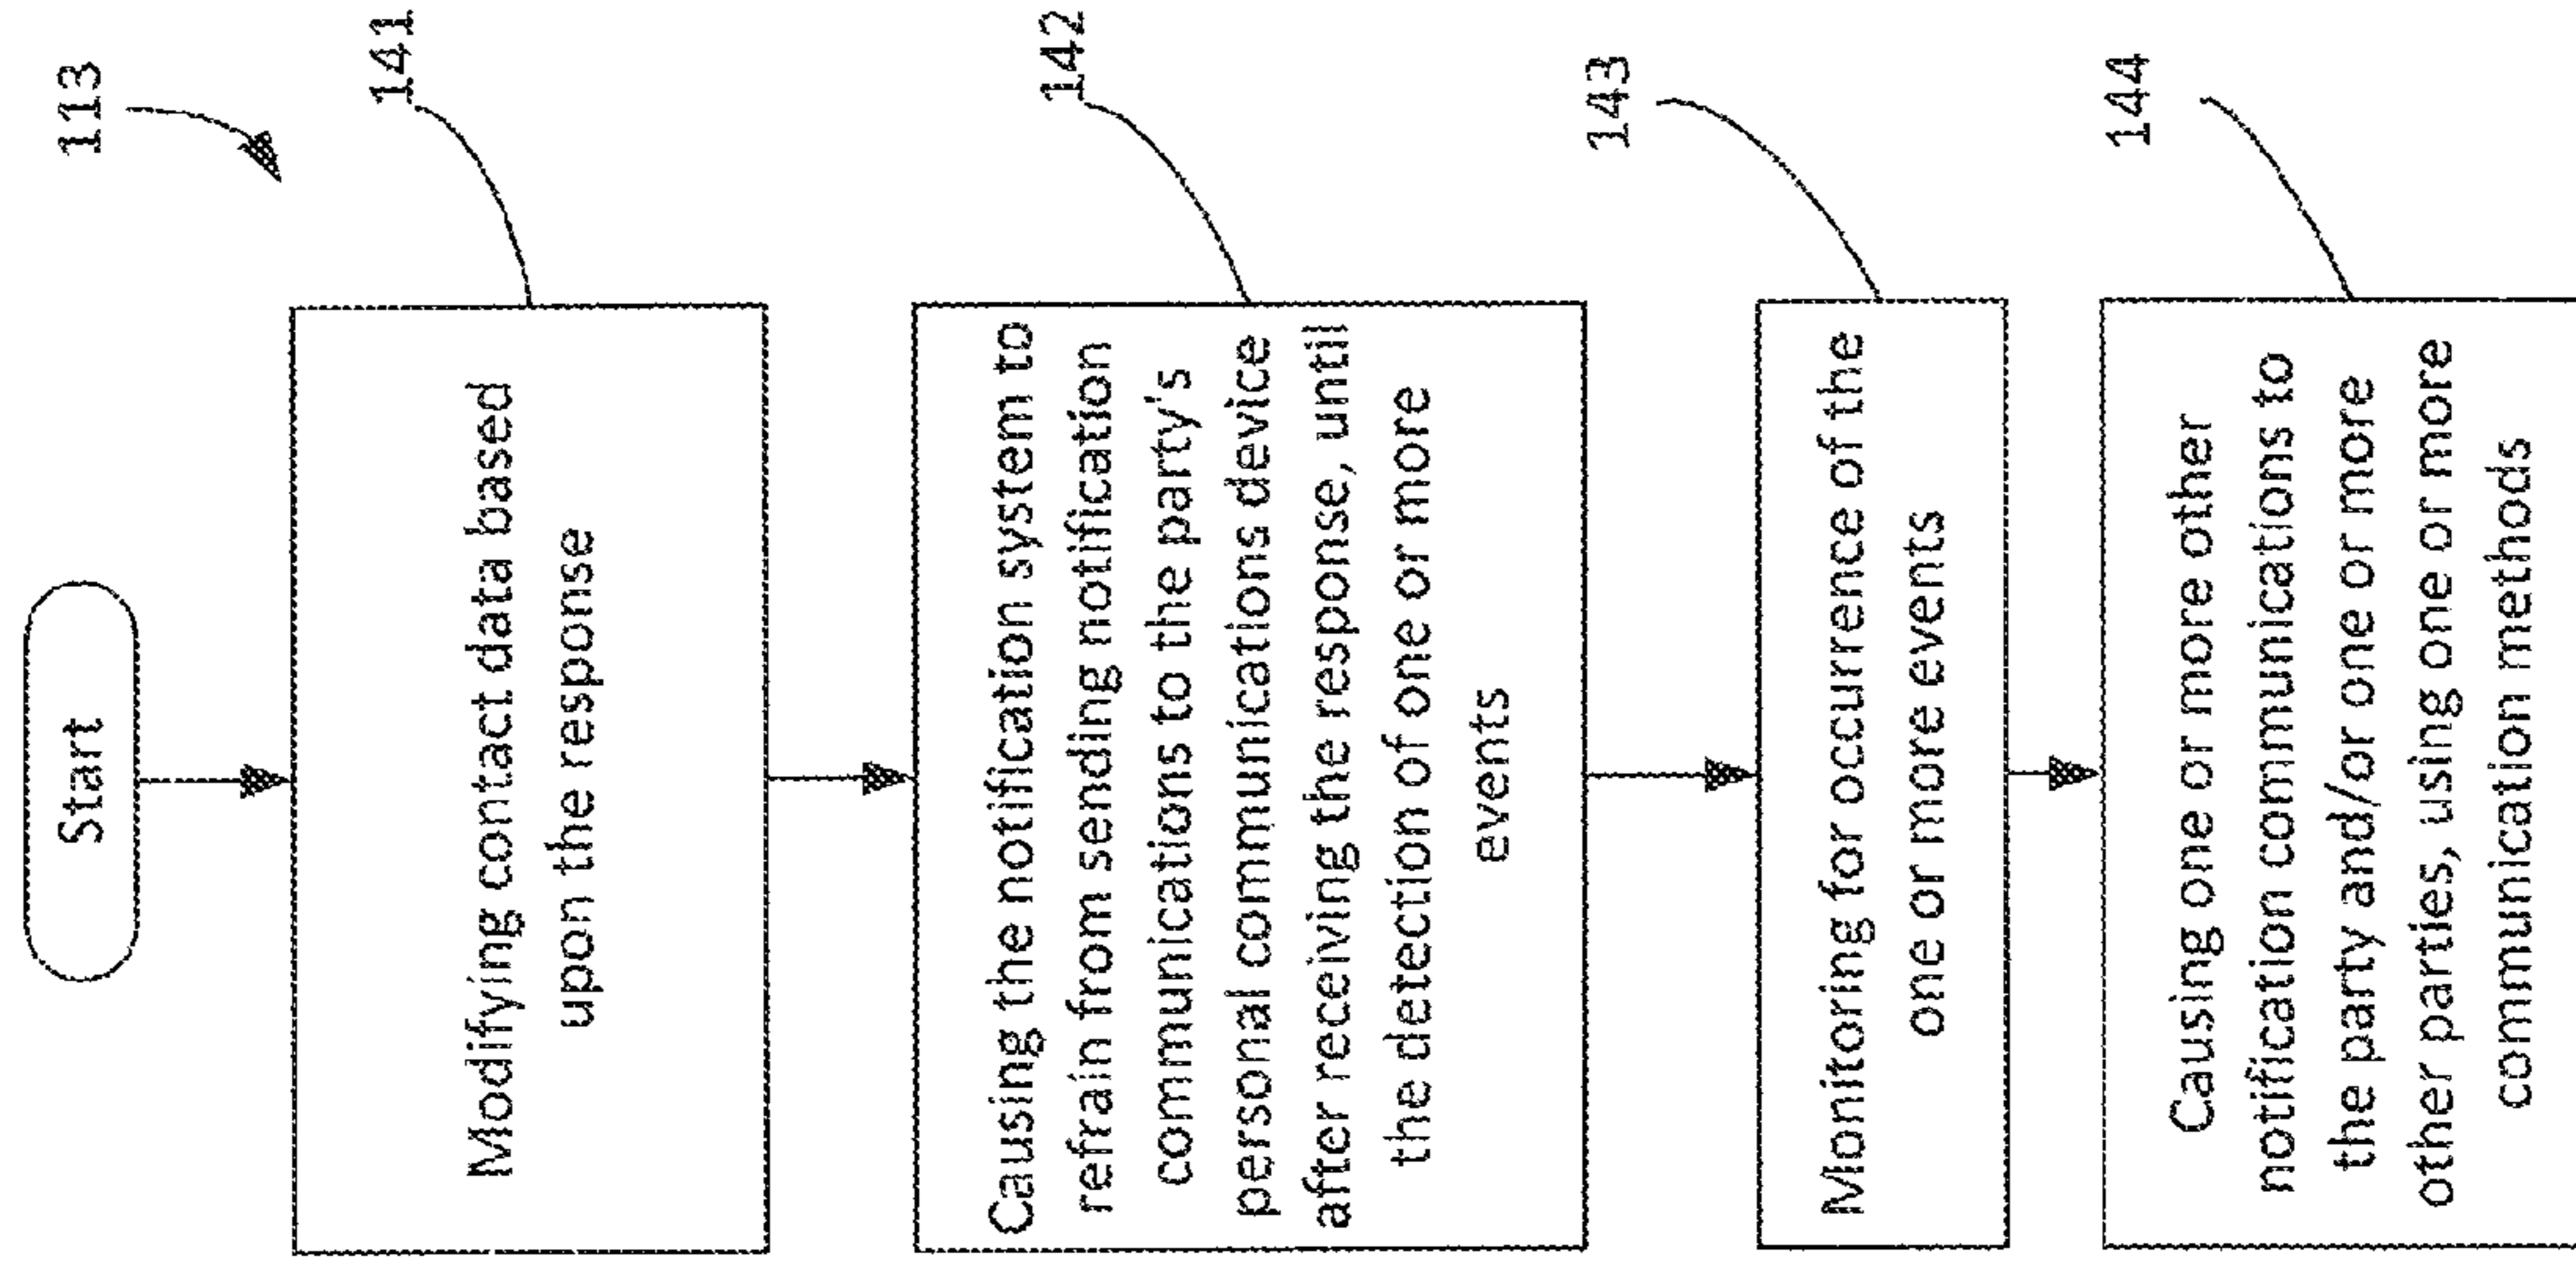 113
Start
141
Modifying contact data based
upon the response
142
Causing the notification system to
refrain from sending notification
communications to the party's
personal communications device
after receiving the response, until
the detection of one or more
events
143
Monitoring for occurrence of the
one or more events
144
Causing one or more other
notification communications to
the party and/or one or more
other parties, using one or more
communication methods